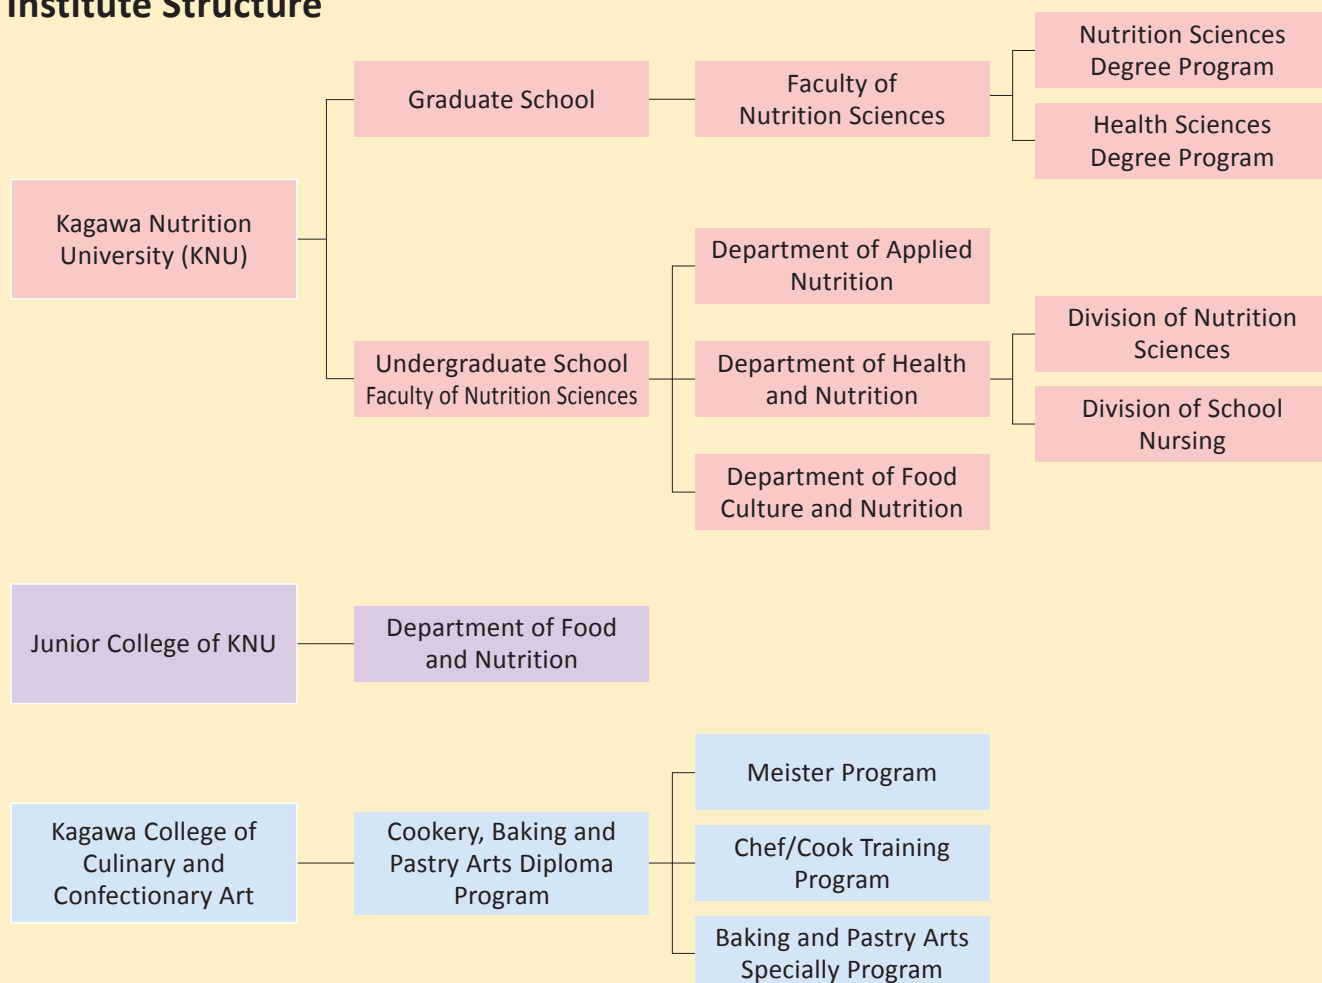 Institute Structure
Kagawa Nutrition
University (KNU)
Graduate School
Faculty of
Nutrition Sciences
Nutrition Sciences
Degree Program
Health Sciences
Degree Program
Undergraduate School
Faculty of Nutrition Sciences
Department of Applied
Nutrition
Department of Health
and Nutrition
Division of Nutrition
Sciences
Division of School
Nursing
Department of Food
Culture and Nutrition
Junior College of KNU
Department of Food
and Nutrition
Kagawa College of
Culinary and
Confectionary Art
Cookery, Baking and
Pastry Arts Diploma
Program
Meister Program
Chef/Cook Training
Program
Baking and Pastry Arts
Specially Program